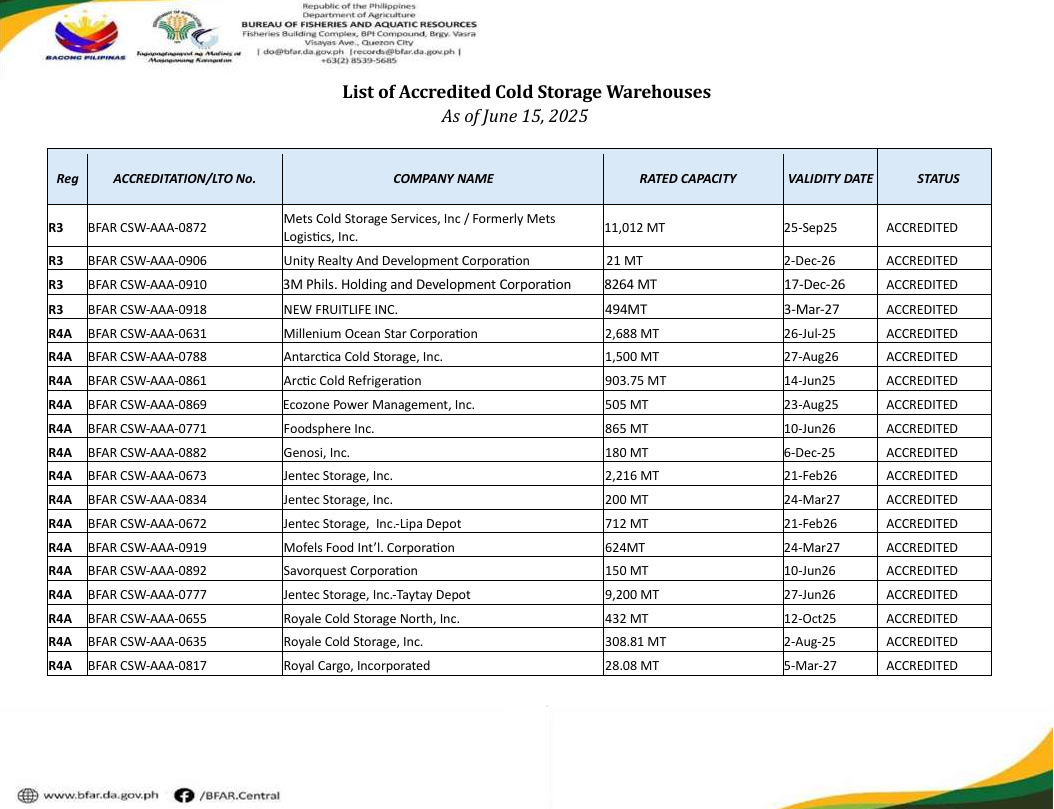 Republic of the Philippines
Department of Agriculture
BUREAU OF FISHERIES AND AQUATIC RESOURCES
Fisheries Building Complex, BPI Compound, Brgy. Vasra
Visayas Ave., Quezon City
| do@bfar.da.gov.ph |records@bfar.da.gov.ph |
+63(2) 8539-5685
BAGONG PILIPINAS
List of Accredited Cold Storage Warehouses
As of June 15, 2025
Reg ACCREDITATION/LTO No. COMPANY NAME RATED CAPACITY VALIDITY DATE STATUS
R3 BFAR CSW-AAA-0872 Mets Cold Storage Services, Inc / Formerly Mets Logistics, Inc. 11,012 MT 25-Sep25 ACCREDITED
R3 BFAR CSW-AAA-0906 Unity Realty And Development Corporation 21 MT 2-Dec-26 ACCREDITED
R3 BFAR CSW-AAA-0910 3M Phils. Holding and Development Corporation 8264 MT 17-Dec-26 ACCREDITED
R3 BFAR CSW-AAA-0918 NEW FRUITLIFE INC. 494MT 3-Mar-27 ACCREDITED
R4A BFAR CSW-AAA-0631 Millenium Ocean Star Corporation 2,688 MT 26-Jul-25 ACCREDITED
R4A BFAR CSW-AAA-0788 Antarctica Cold Storage, Inc. 1,500 MT 27-Aug26 ACCREDITED
R4A BFAR CSW-AAA-0861 Arctic Cold Refrigeration 903.75 MT 14-Jun25 ACCREDITED
R4A BFAR CSW-AAA-0869 Ecozone Power Management, Inc. 505 MT 23-Aug25 ACCREDITED
R4A BFAR CSW-AAA-0771 Foodsphere Inc. 865 MT 10-Jun26 ACCREDITED
R4A BFAR CSW-AAA-0882 Genosi, Inc. 180 MT 6-Dec-25 ACCREDITED
R4A BFAR CSW-AAA-0673 Jentec Storage, Inc. 2,216 MT 21-Feb26 ACCREDITED
R4A BFAR CSW-AAA-0834 Jentec Storage, Inc. 200 MT 24-Mar27 ACCREDITED
R4A BFAR CSW-AAA-0672 Jentec Storage, Inc.-Lipa Depot 712 MT 21-Feb26 ACCREDITED
R4A BFAR CSW-AAA-0919 Mofels Food Int’l. Corporation 624MT 24-Mar27 ACCREDITED
R4A BFAR CSW-AAA-0892 Savorquest Corporation 150 MT 10-Jun26 ACCREDITED
R4A BFAR CSW-AAA-0777 Jentec Storage, Inc.-Taytay Depot 9,200 MT 27-Jun26 ACCREDITED
R4A BFAR CSW-AAA-0655 Royale Cold Storage North, Inc. 432 MT 12-Oct25 ACCREDITED
R4A BFAR CSW-AAA-0635 Royale Cold Storage, Inc. 308.81 MT 2-Aug-25 ACCREDITED
R4A BFAR CSW-AAA-0817 Royal Cargo, Incorporated 28.08 MT 5-Mar-27 ACCREDITED
www.bfar.da.gov.ph /BFAR.Central